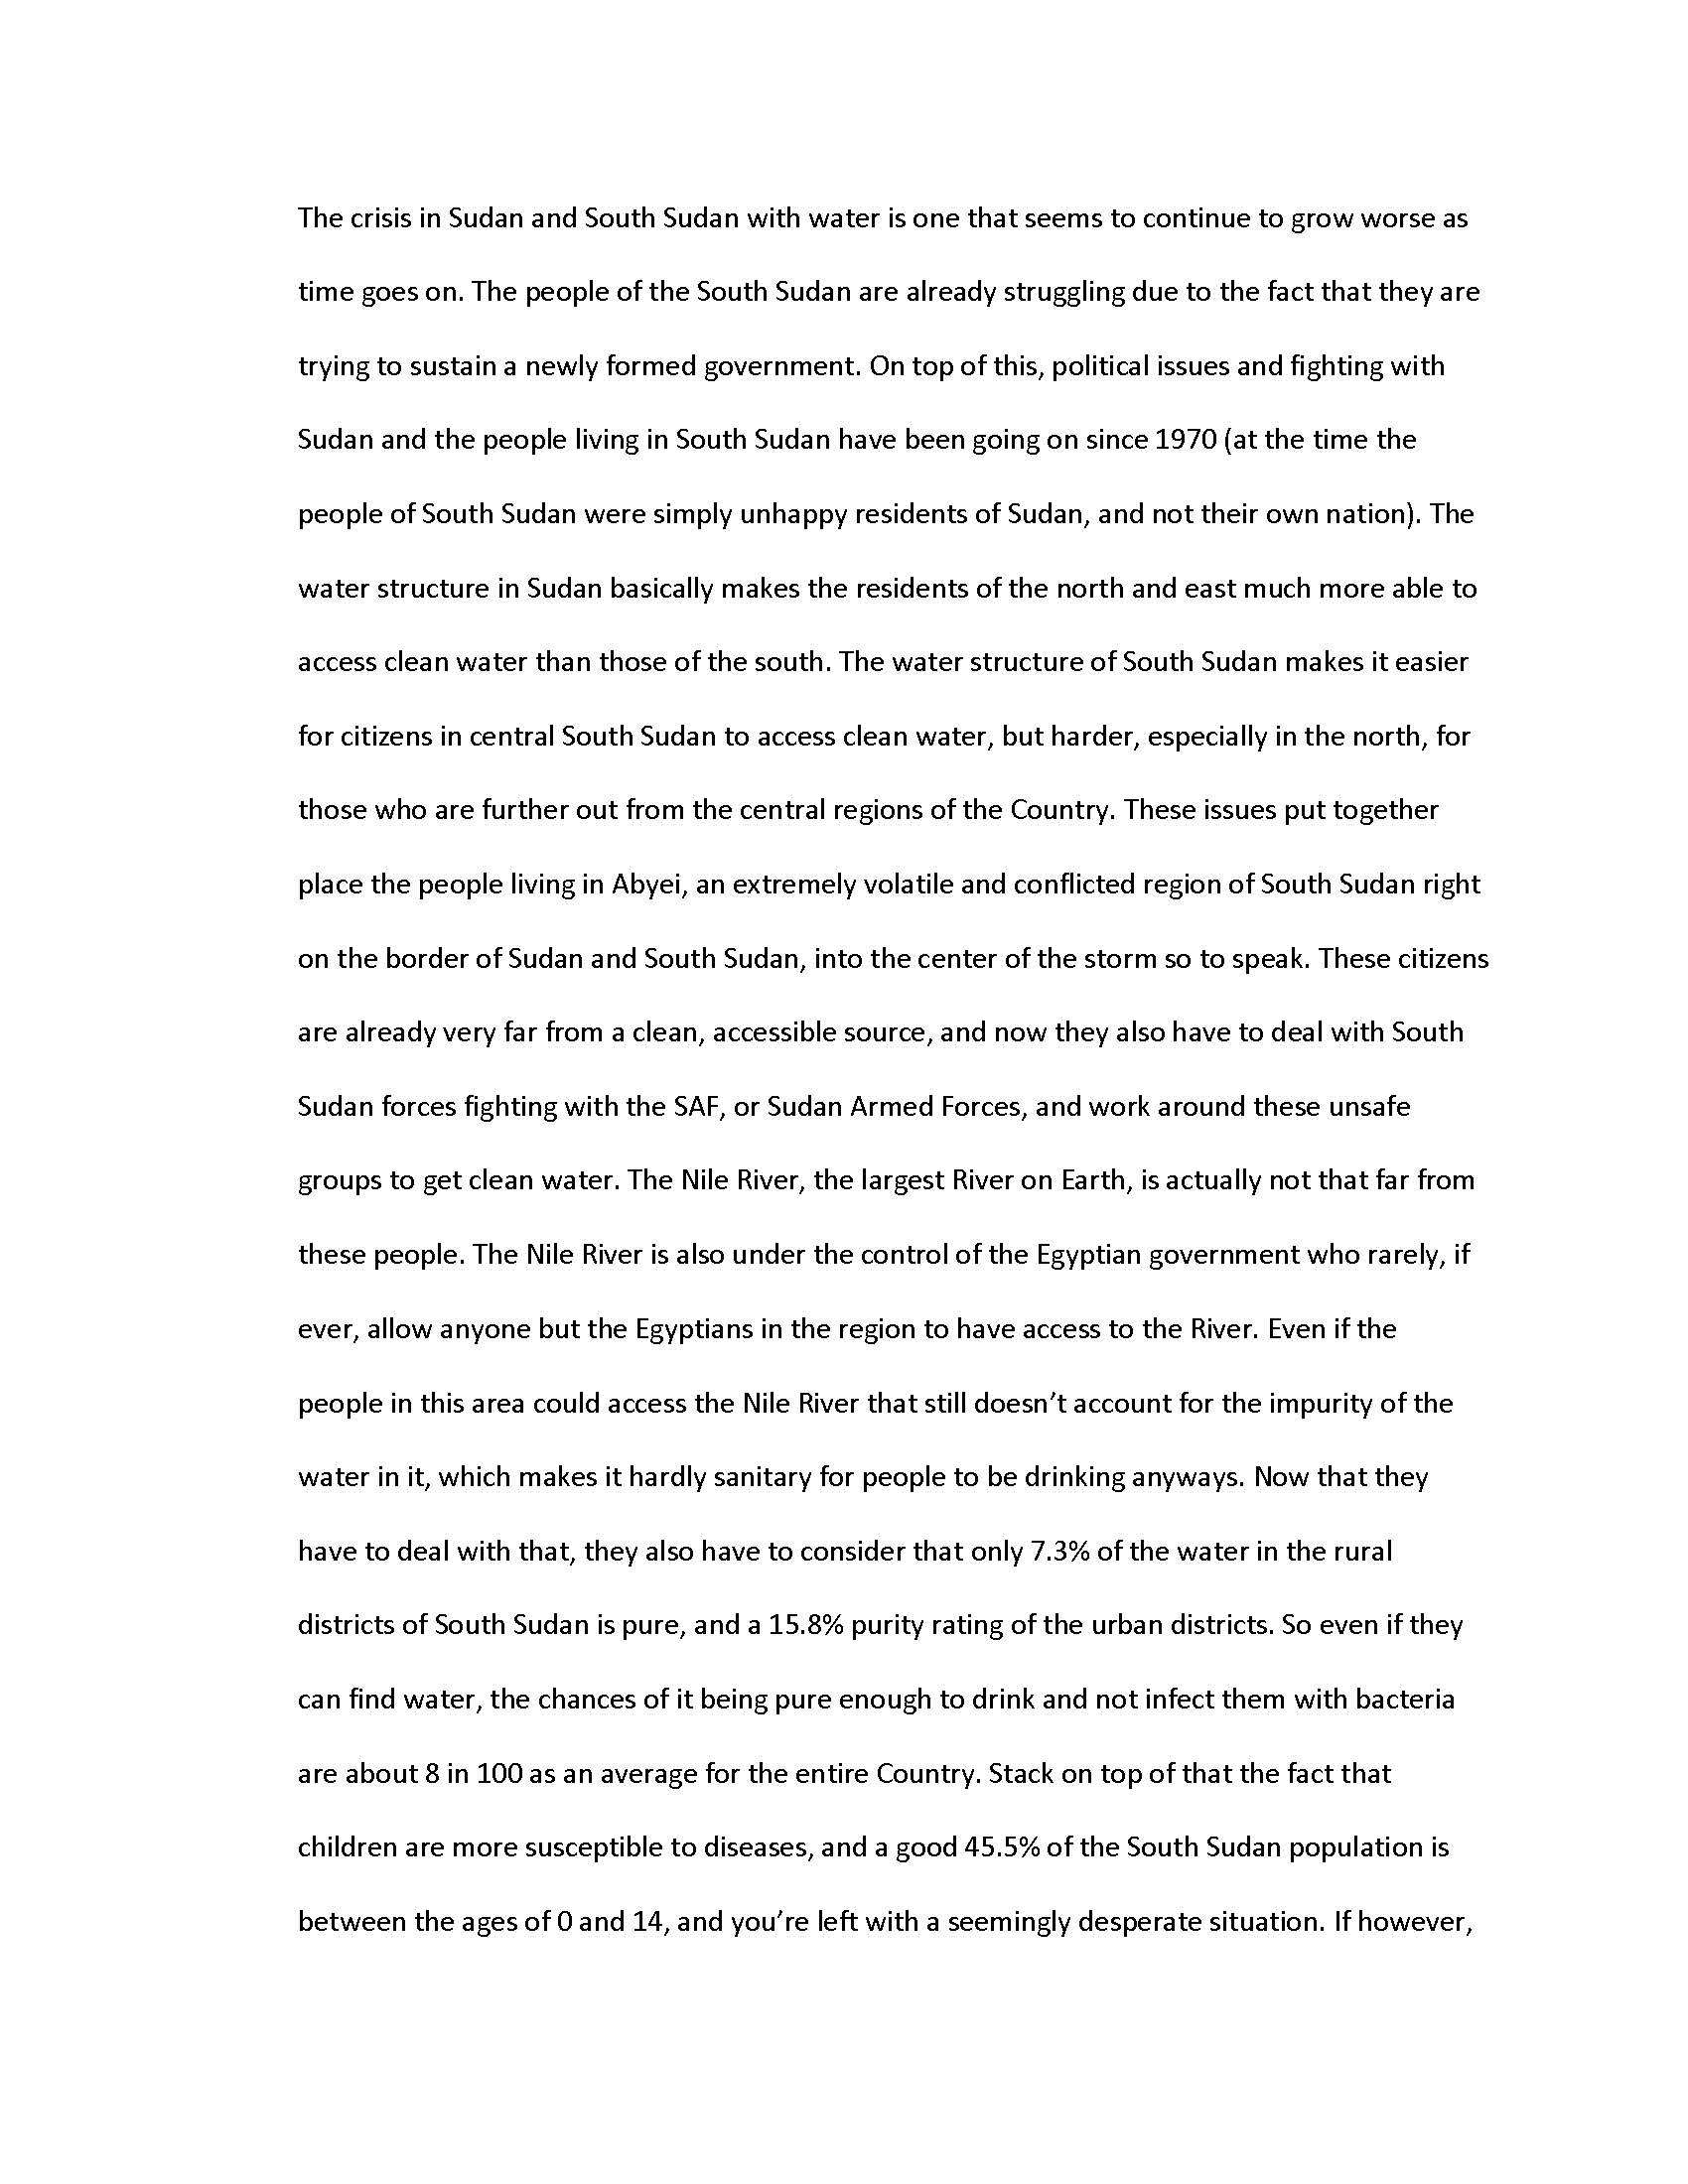 The crisis in Sudan and South Sudan with water is one that seems to continue to grow worse as
time goes on. The people of the South Sudan are already struggling due to the fact that they are
trying to sustain a newly formed government. On top of this, political issues and fighting with
Sudan and the people living in South Sudan have been going on since 1970 (at the time the
people of South Sudan were simply unhappy residents of Sudan, and not their own nation). The
water structure in Sudan basically makes the residents of the north and east much more able to
access clean water than those of the south. The water structure of South Sudan makes it easier
for citizens in central South Sudan to access clean water, but harder, especially in the north, for
those who are further out from the central regions of the Country. These issues put together
place the people living in Abyei, an extremely volatile and conflicted region of South Sudan right
on the border of Sudan and South Sudan, into the center of the storm so to speak. These citizens
are already very far from a clean, accessible source, and now they also have to deal with South
Sudan forces fighting with the SAF, or Sudan Armed Forces, and work around these unsafe
groups to get clean water. The Nile River, the largest River on Earth, is actually not that far from
these people. The Nile River is also under the control of the Egyptian government who rarely, if
ever, allow anyone but the Egyptians in the region to have access to the River. Even if the
people in this area could access the Nile River that still doesn’t account for the impurity of the
water in it, which makes it hardly sanitary for people to be drinking anyways. Now that they
have to deal with that, they also have to consider that only 7.3% of the water in the rural
districts of South Sudan is pure, and a 15.8% purity rating of the urban districts. So even if they
can find water, the chances of it being pure enough to drink and not infect them with bacteria
are about 8 in 100 as an average for the entire Country. Stack on top of that the fact that
children are more susceptible to diseases, and a good 45.5% of the South Sudan population is
between the ages of 0 and 14, and you’re left with a seemingly desperate situation. If however,